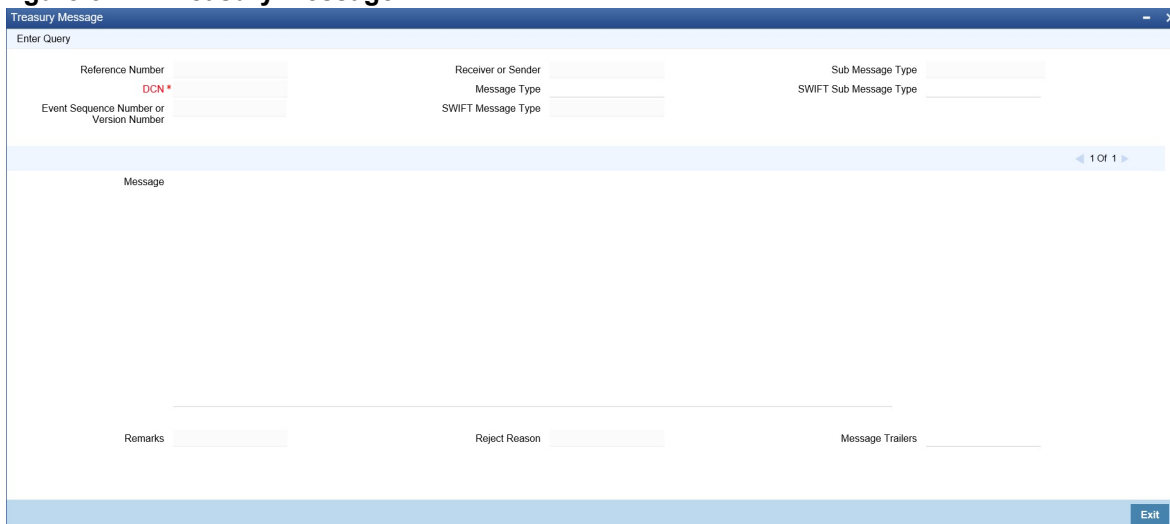 Treasury Message
Enter Query
Reference Number Receiver or Sender Sub Message Type
DCN * Message Type SWIFT Sub Message Type
Event Sequence Number or SWIFT Message Type
Version Number
1 Of 1
Message
Remarks Reject Reason Message Trailers
Exit